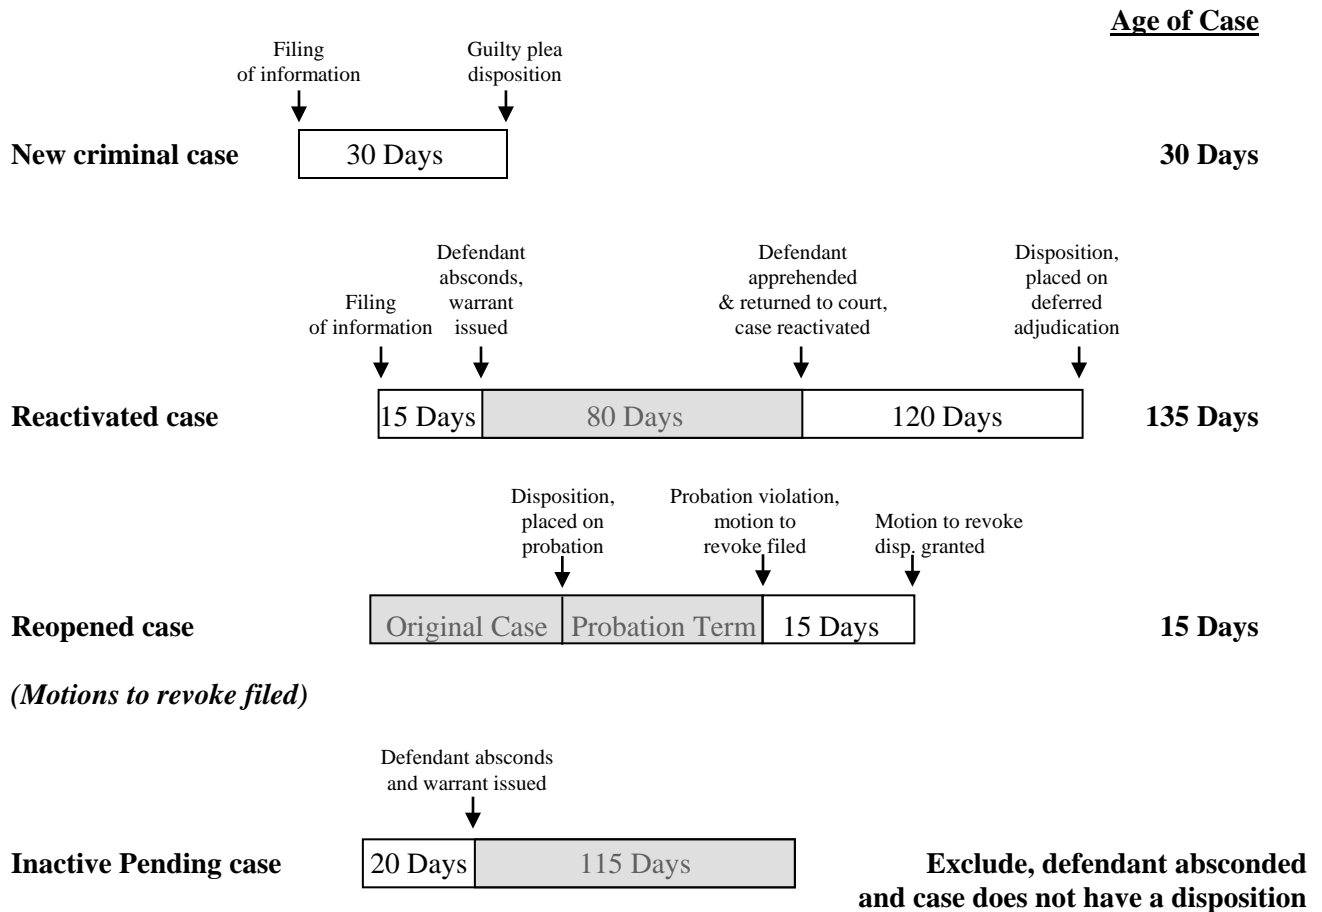 Age of Case
Filing
of information
Guilty plea
disposition
New criminal case
30 Days
30 Days
Filing
of information
Defendant
absconds,
warrant
issued
Defendant
apprehended
& returned to court,
case reactivated
Disposition,
placed on
deferred
adjudication
Reactivated case
15 Days
80 Days
120 Days
135 Days
Disposition,
placed on
probation
Probation violation,
motion to
revoke filed
Motion to revoke
disp. granted
Reopened case
Original Case
Probation Term
15 Days
15 Days
(Motions to revoke filed)
Defendant absconds
and warrant issued
Inactive Pending case
20 Days
115 Days
Exclude, defendant absconded
and case does not have a disposition